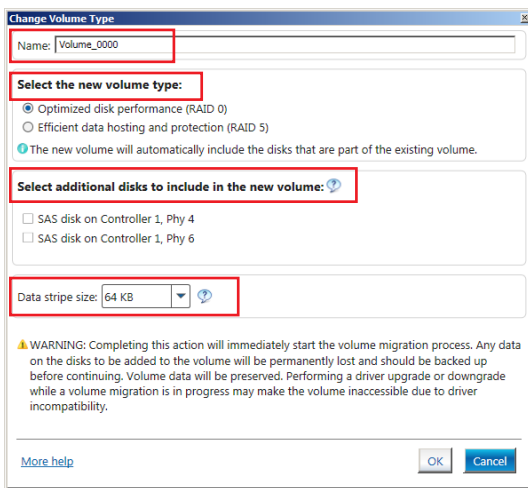 Change Volume Type
Name: Volume_0000
Select the new volume type:
Optimized disk performance (RAID 0)
Efficient data hosting and protection (RAID 5)
The new volume will automatically include the disks that are part of the existing volume.
Select additional disks to include in the new volume:
SAS disk on Controller 1, Phy 4
SAS disk on Controller 1, Phy 6
Data stripe size: 64 KB
WARNING: Completing this action will immediately start the volume migration process. Any data
on the disks to be added to the volume will be permanently lost and should be backed up
before continuing. Volume data will be preserved. Performing a driver upgrade or downgrade
while a volume migration is in progress may make the volume inaccessible due to driver
incompatibility.
More help
OK
Cancel